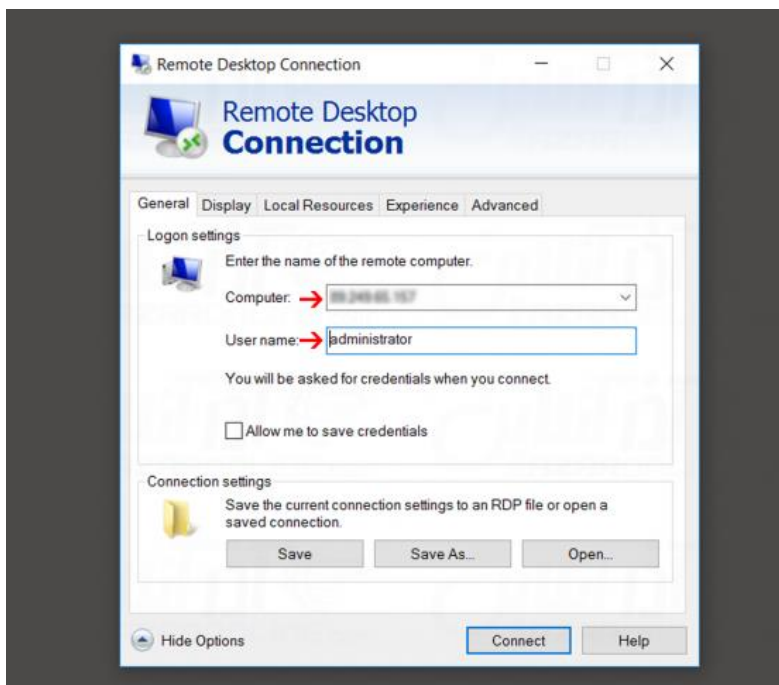 Remote Desktop Connection
Remote Desktop
Connection
General Display Local Resources Experience Advanced
Logon settings
Enter the name of the remote computer.
Computer:
User name: administrator
You will be asked for credentials when you connect.
Allow me to save credentials
Connection settings
Save the current connection settings to an RDP file or open a
saved connection.
Save Save As... Open...
Hide Options Connect Help